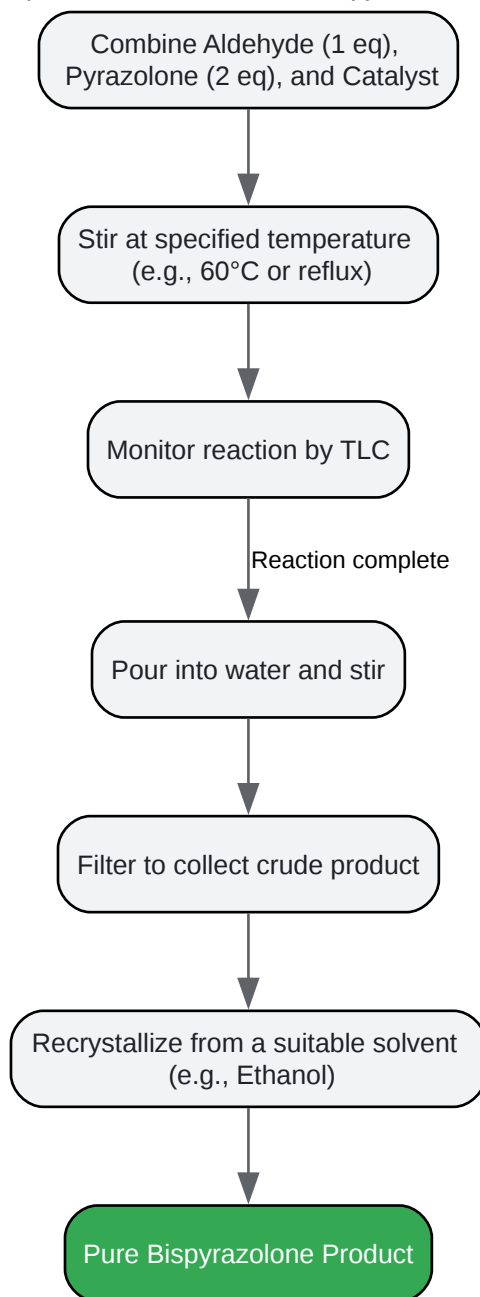 Combine Aldehyde (1 eq),
Pyrazolone (2 eq), and Catalyst
Stir at specified temperature
(e.g., 60°C or reflux)
Monitor reaction by TLC
Reaction complete
Pour into water and stir
Filter to collect crude product
Recrystallize from a suitable solvent
(e.g., Ethanol)
Pure Bispyrazolone Product